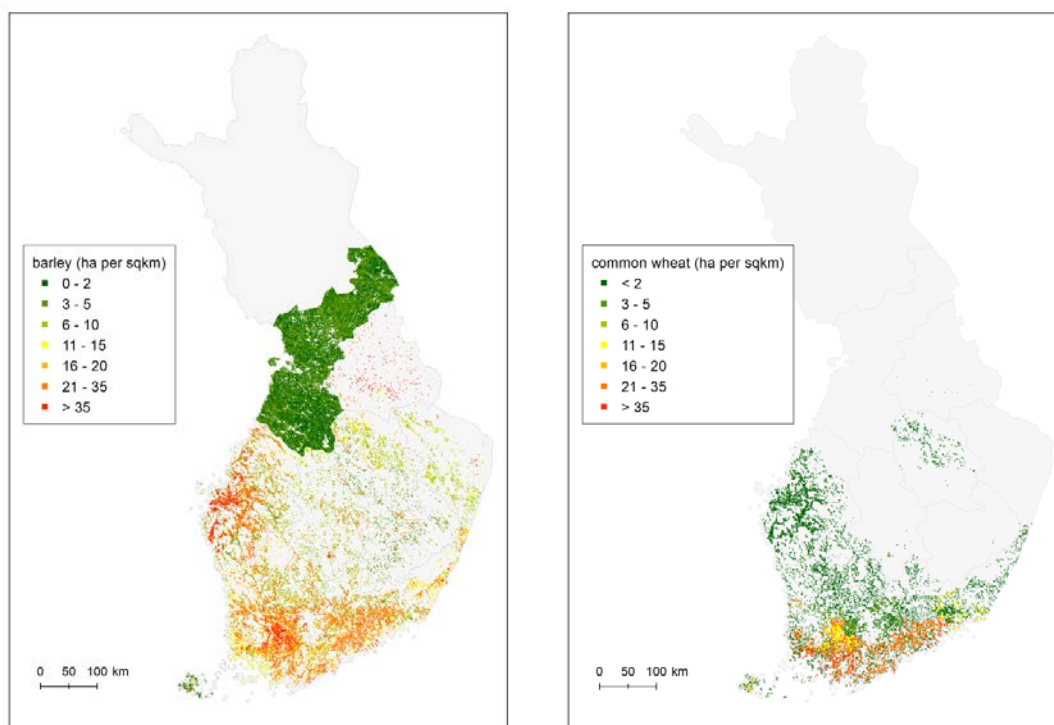 barley (ha per sqkm)
0 - 2
3 - 5
6 - 10
11 - 15
16 - 20
21 - 35
> 35
0 50 100 km
common wheat (ha per sqkm)
< 2
3 - 5
6 - 10
11 - 15
16 - 20
21 - 35
> 35
0 50 100 km